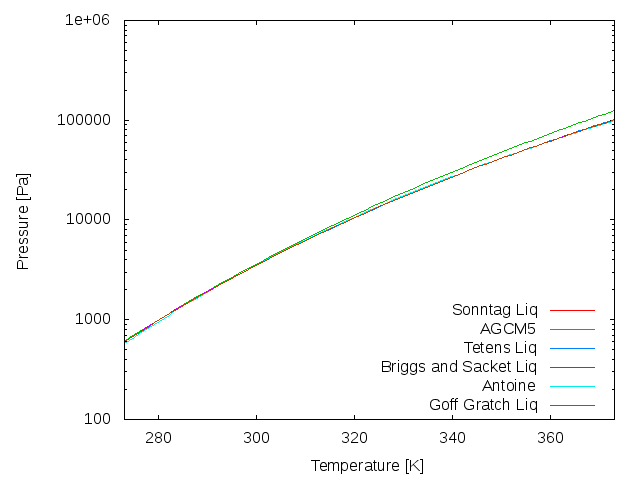 1e+06
100000
10000
1000
100
Pressure [Pa]
280
300
320
340
360
Temperature [K]
Sonntag Liq
AGCM5
Tetens Liq
Briggs and Sacket Liq
Antoine
Goff Gratch Liq